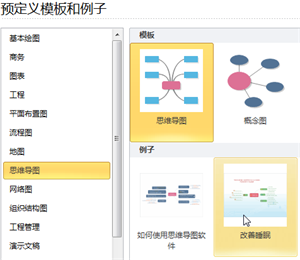 预定义模板和例子
基本绘图
商务
图表
工程
平面布置图
流程图
地图
思维导图
网络图
组织结构图
工程管理
演示文稿
模板
思维导图
概念图
例子
如何使用思维导图软
件
改善睡眠